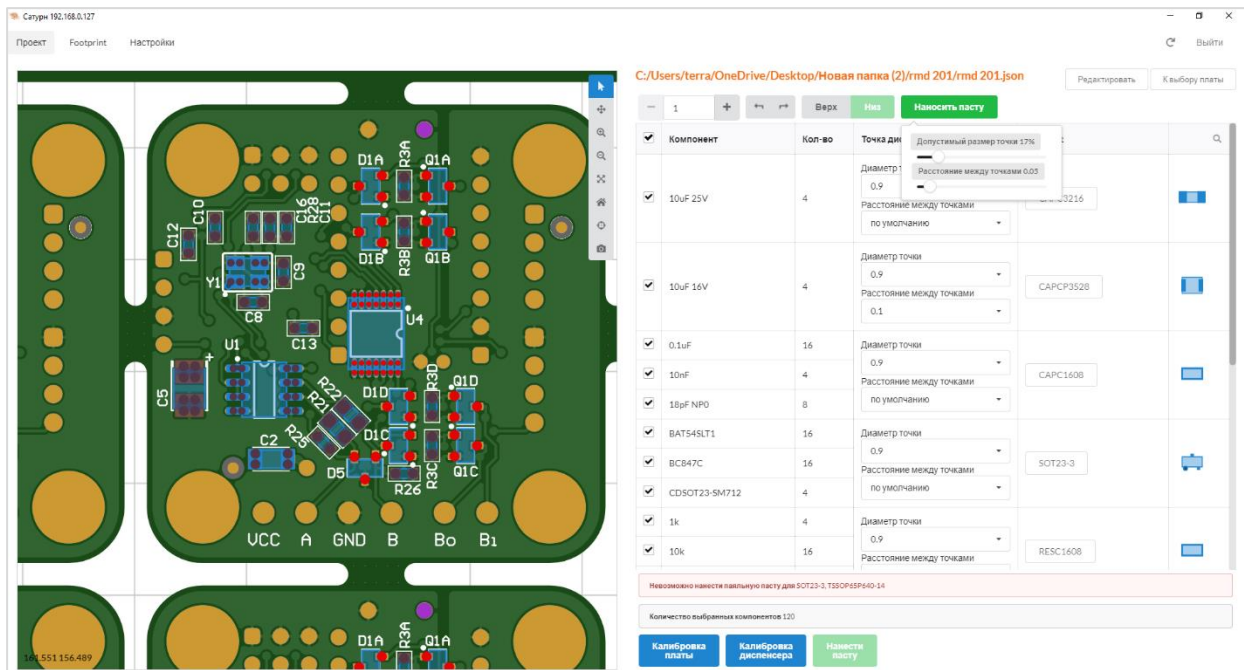 Сатурн 192.168.0.127
Проект Footprint Настройки Выйти
C:/Users/terra/OneDrive/Desktop/Новая папка (2)/rmd 201/rmd 201.json Редактировать К выбору платы
1 Верх Низ Наносить пасту
Компонент Кол-во Точка дис
Допустимый размер точки 17%
Расстояние между точками 0.03
10uF 25V 4
Диаметр т
0.9
Расстояние между точками
по умолчанию
10uF 16V 4
Диаметр точки
0.9
Расстояние между точками
0.1
CAPCP3528
0.1uF 16
10nF 4
18pF NP0 8
Диаметр точки
0.9
Расстояние между точками
по умолчанию
CAPC1608
BAT54SLT1 16
BC847C 16
CDSOT23-SM712 4
Диаметр точки
0.9
Расстояние между точками
по умолчанию
SOT23-3
1k 4
10k 16
Диаметр точки
0.9
Расстояние между точками
RESC1608
Невозможно нанести паяльную пасту для SOT23-3, TSSOP65P640-14
Количество выбранных компонентов 120
Калибровка платы
Калибровка диспенсера
Нанести пасту
D1A R3A Q1A
C10 C16 R28 C11
C12
D1B R3B Q1B
Y1 C9
C8
U4
C13
U1
+
C5
R22
R21
R25
D1D R3D Q1D
D1C
C2
D5
R26 R3C Q1C
VCC A GND B Bo B1
D1A R3A Q1A
161.551 156.489